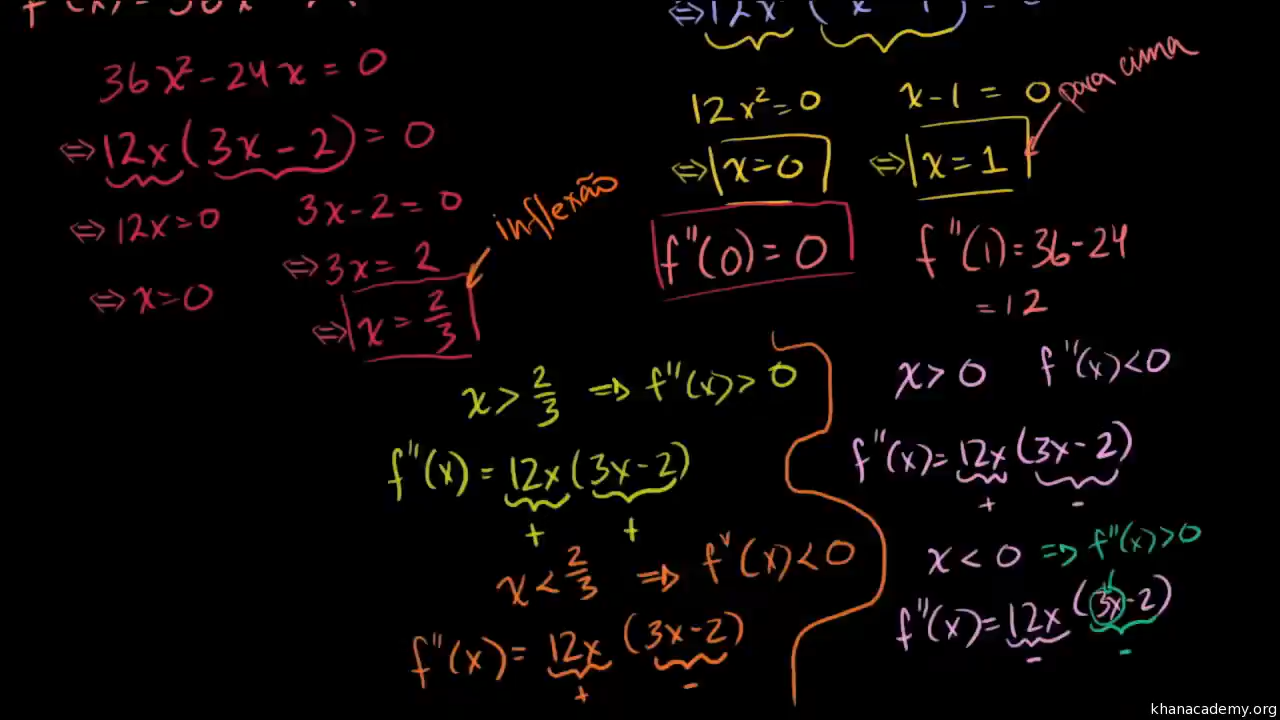 36x² - 24x = 0
⇔ 12x (3x - 2) = 0
⇔ 12x = 0
3x - 2 = 0
⇔ x = 0
⇔ 3x = 2
⇔ x = 2/3
inflexão
12x² = 0
x - 1 = 0
para cima
⇔ x = 0
⇔ x = 1
f''(0) = 0
f''(1) = 36 - 24
= 12
x > 2/3 ⇒ f''(x) > 0
f''(x) = 12x (3x - 2)
+ +
x < 2/3 ⇒ f''(x) < 0
f''(x) = 12x (3x - 2)
+ -
x > 0 f''(x) < 0
f''(x) = 12x (3x - 2)
+ -
x < 0 ⇒ f''(x) > 0
f''(x) = 12x (3x - 2)
- -
khanacademy.org